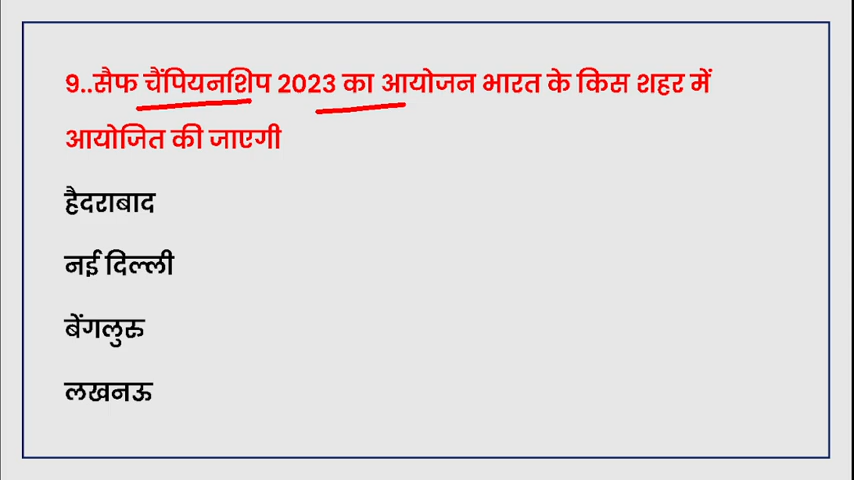 9..सैफ चैंपियनशिप 2023 का आयोजन भारत के किस शहर में
आयोजित की जाएगी
हैदराबाद
नई दिल्ली
बेंगलुरु
लखनऊ